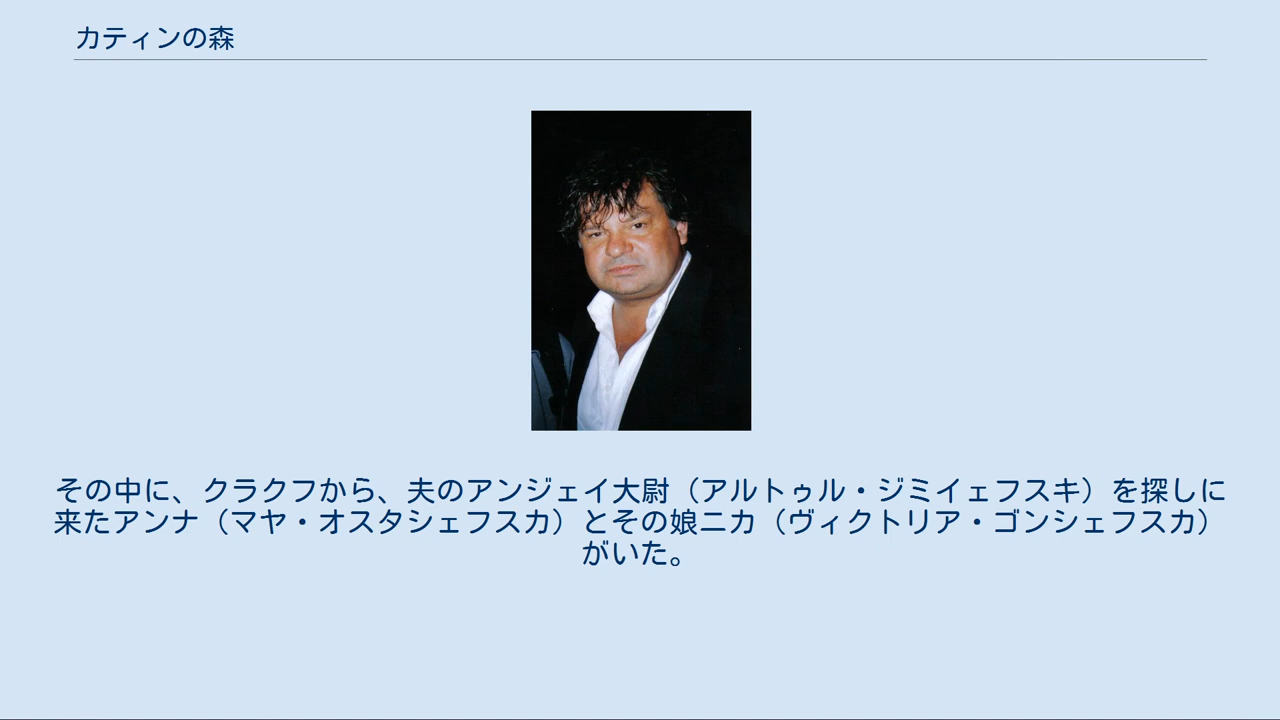 カティンの森
その中に、クラクフから、夫のアンジェイ大尉（アルトゥル・ジミイェフスキ）を探しに
来たアンナ（マヤ・オスタシェフスカ）とその娘ニカ（ヴィクトリア・ゴンシェフスカ）
がいた。